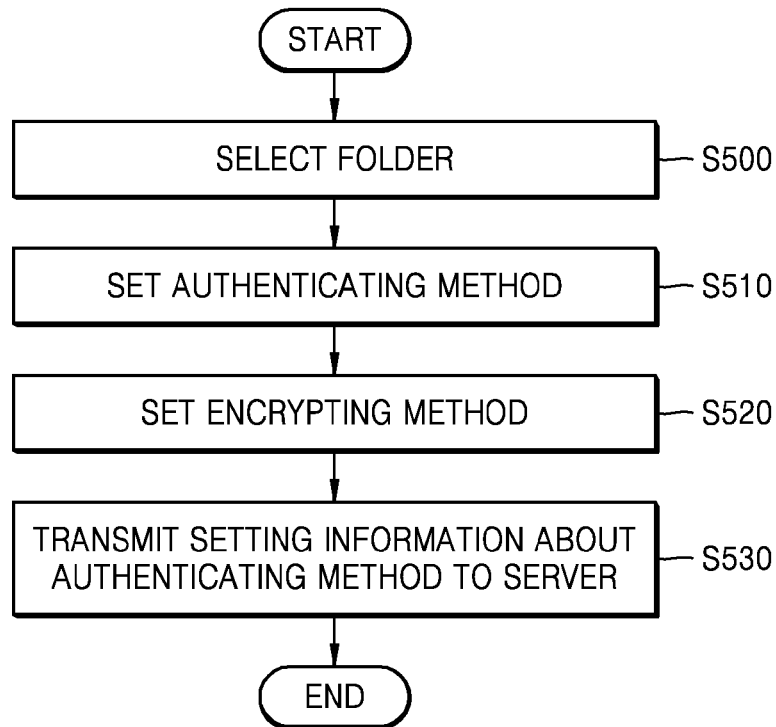 START
SELECT FOLDER
S500
SET AUTHENTICATING METHOD
S510
SET ENCRYPTING METHOD
S520
TRANSMIT SETTING INFORMATION ABOUT
AUTHENTICATING METHOD TO SERVER
S530
END